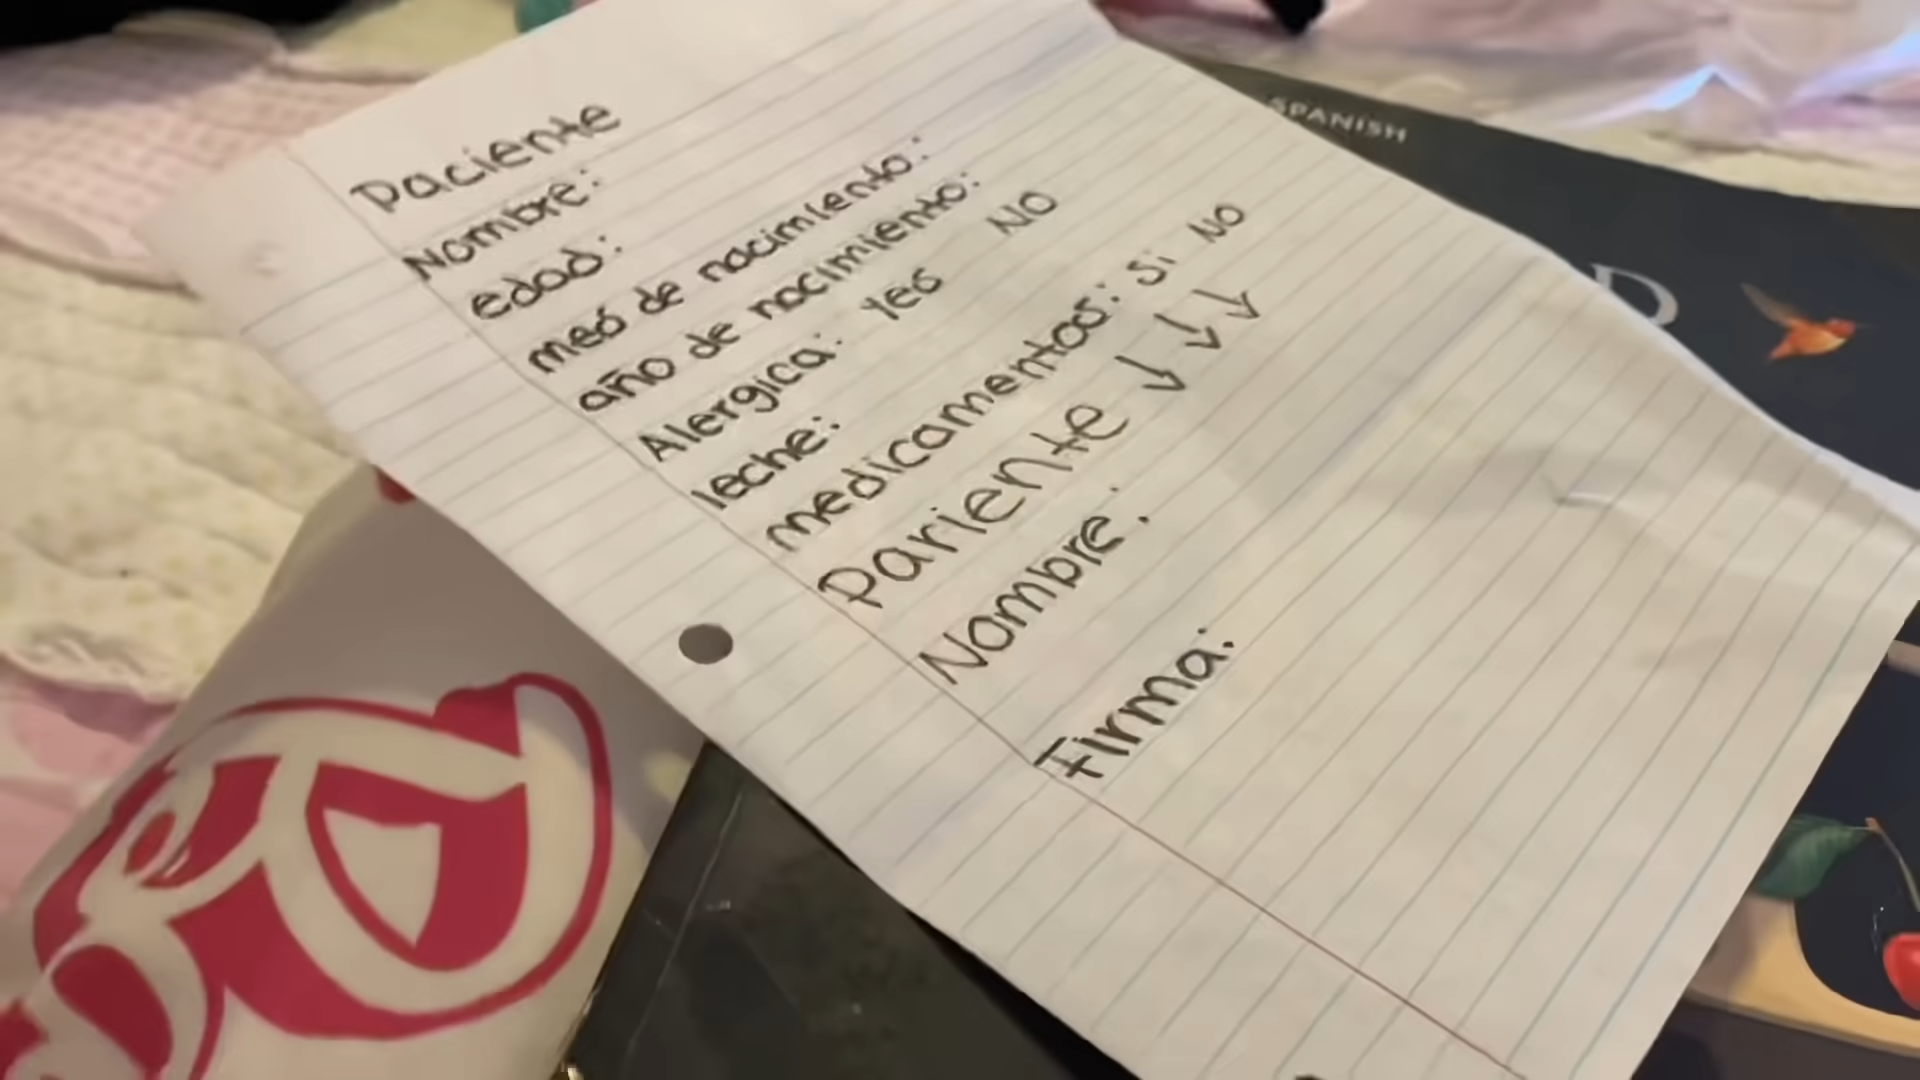 Paciente
Nombre:
edad:
mes de nacimiento:
año de nacimiento:
Alergica: Yes NO
leche:
medicamentos: Si NO
Pariente ↓ ↓ ↓
Nombre:
Firma:
SPANISH
D